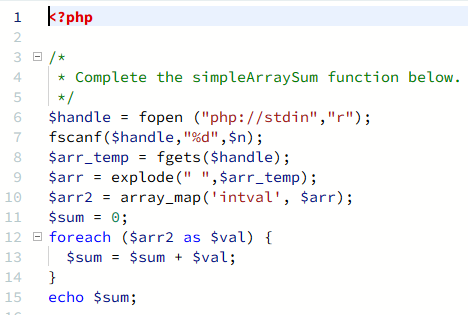 1 <?php
2
3 /*
4 * Complete the simpleArraySum function below.
5 */
6 $handle = fopen ("php://stdin","r");
7 fscanf($handle,"%d",$n);
8 $arr_temp = fgets($handle);
9 $arr = explode(" ",$arr_temp);
10 $arr2 = array_map('intval', $arr);
11 $sum = 0;
12 foreach ($arr2 as $val) {
13 $sum = $sum + $val;
14 }
15 echo $sum;